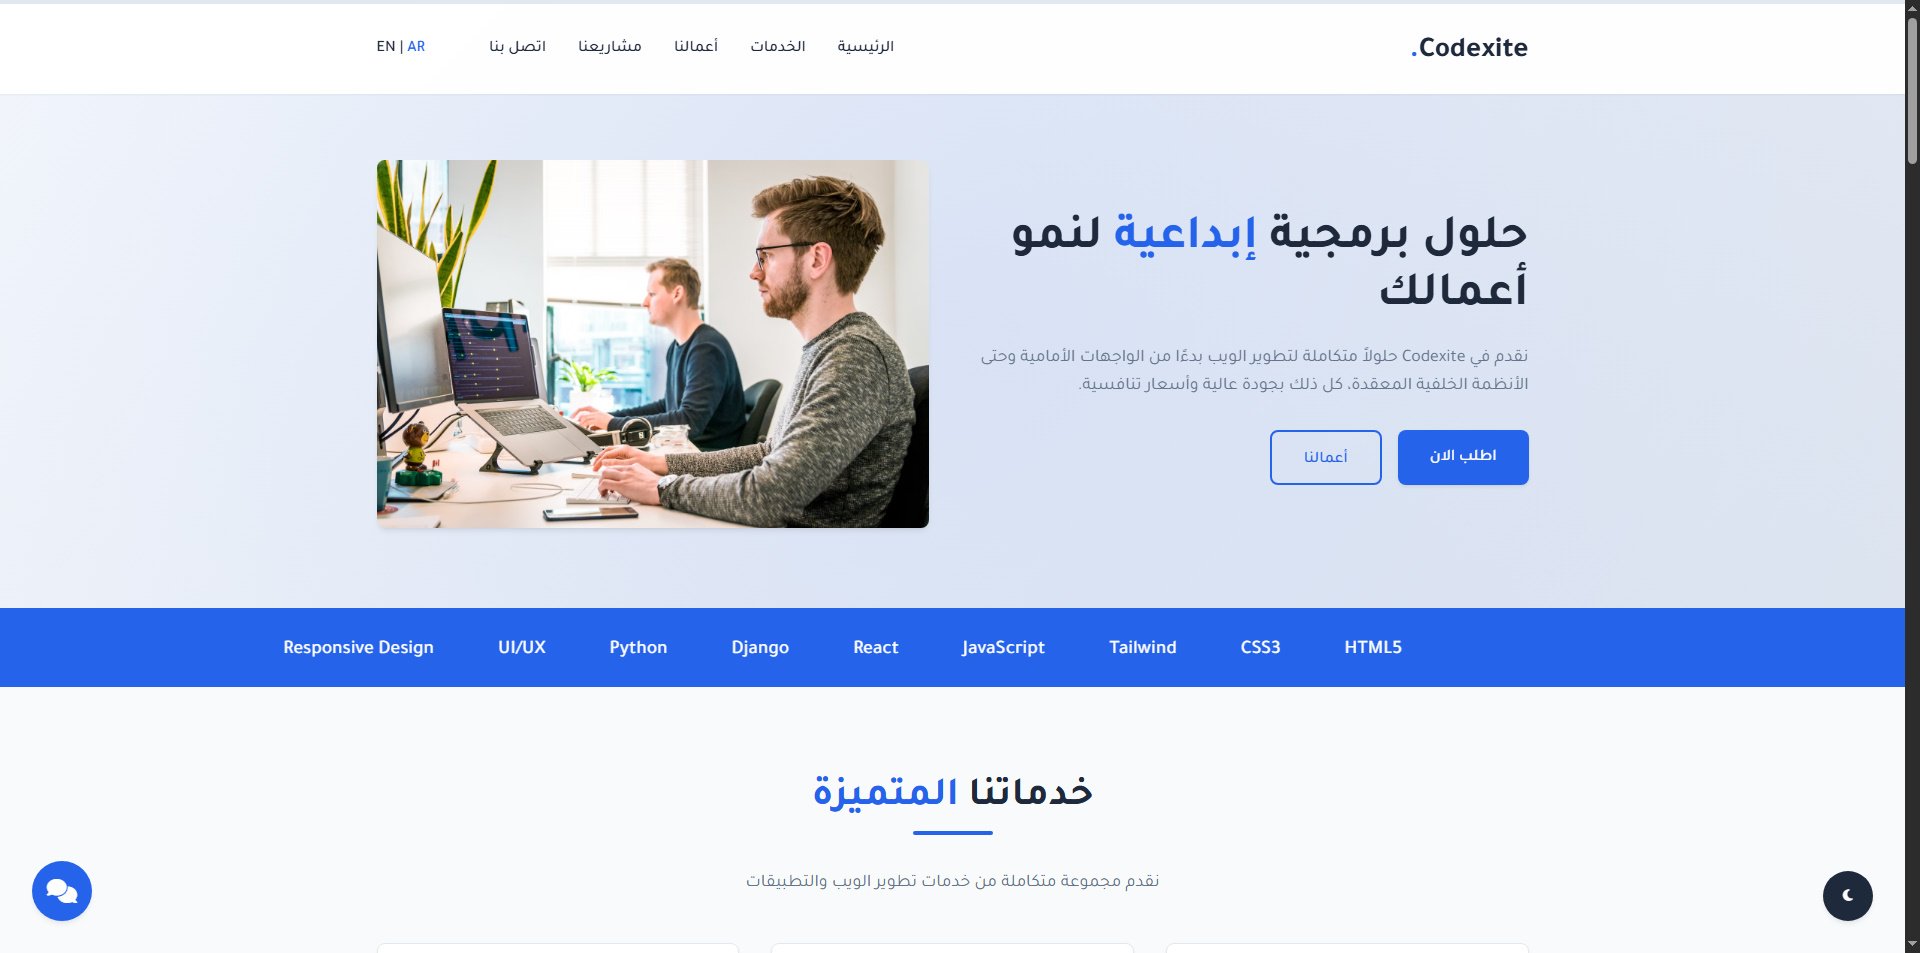 Codexite.
الرئيسية
الخدمات
أعمالنا
مشاريعنا
اتصل بنا
EN | AR
حلول برمجية إبداعية لنمو
أعمالك
نقدم في Codexite حلولاً متكاملة لتطوير الويب بدءًا من الواجهات الأمامية وحتى
الأنظمة الخلفية المعقدة، كل ذلك بجودة عالية وأسعار تنافسية.
اطلب الان
أعمالنا
HTML5
CSS3
Tailwind
JavaScript
React
Django
Python
UI/UX
Responsive Design
خدماتنا المتميزة
نقدم مجموعة متكاملة من خدمات تطوير الويب والتطبيقات